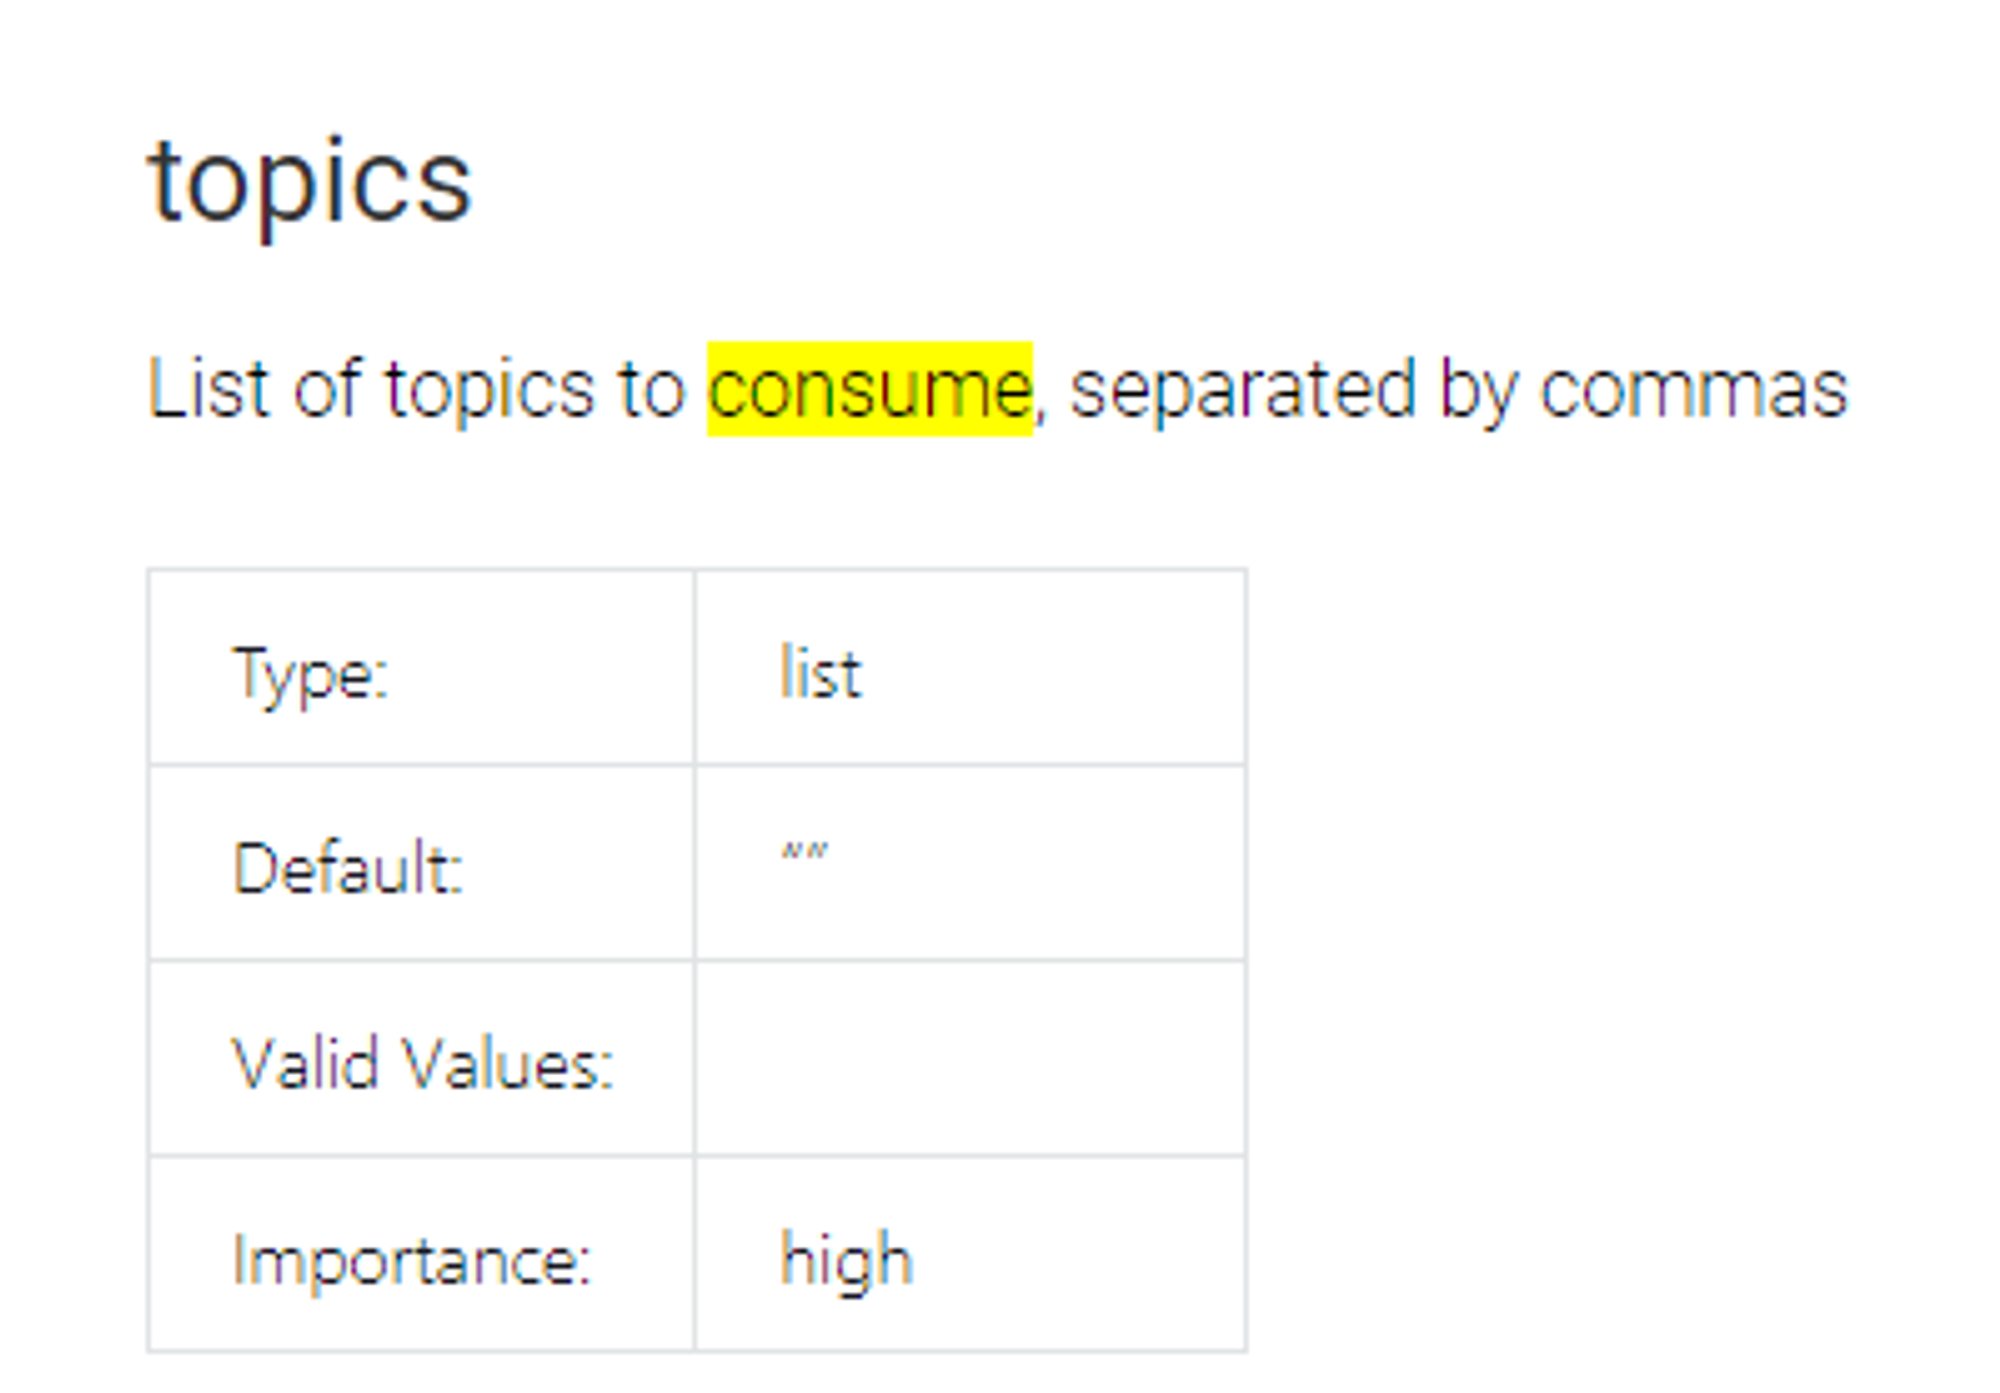 topics
List of topics to consume, separated by commas
Type: list
Default: “”
Valid Values:
Importance: high